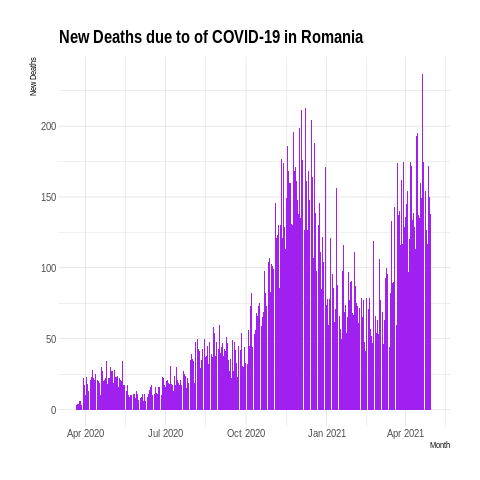 New Deaths due to of COVID-19 in Romania
New Deaths
200
150
100
50
0
Apr 2020 Jul 2020 Oct 2020 Jan 2021 Apr 2021
Month